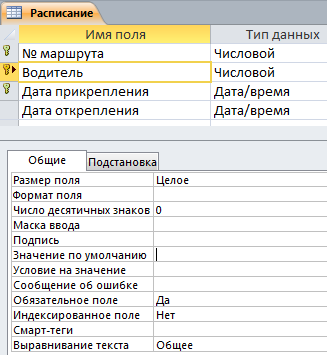 Расписание
Имя поля Тип данных
№ маршрута Числовой
Водитель Числовой
Дата прикрепления Дата/время
Дата открепления Дата/время
Общие Подстановка
Размер поля Целое
Формат поля
Число десятичных знаков 0
Маска ввода
Подпись
Значение по умолчанию
Условие на значение
Сообщение об ошибке
Обязательное поле Да
Индексированное поле Нет
Смарт-теги
Выравнивание текста Общее